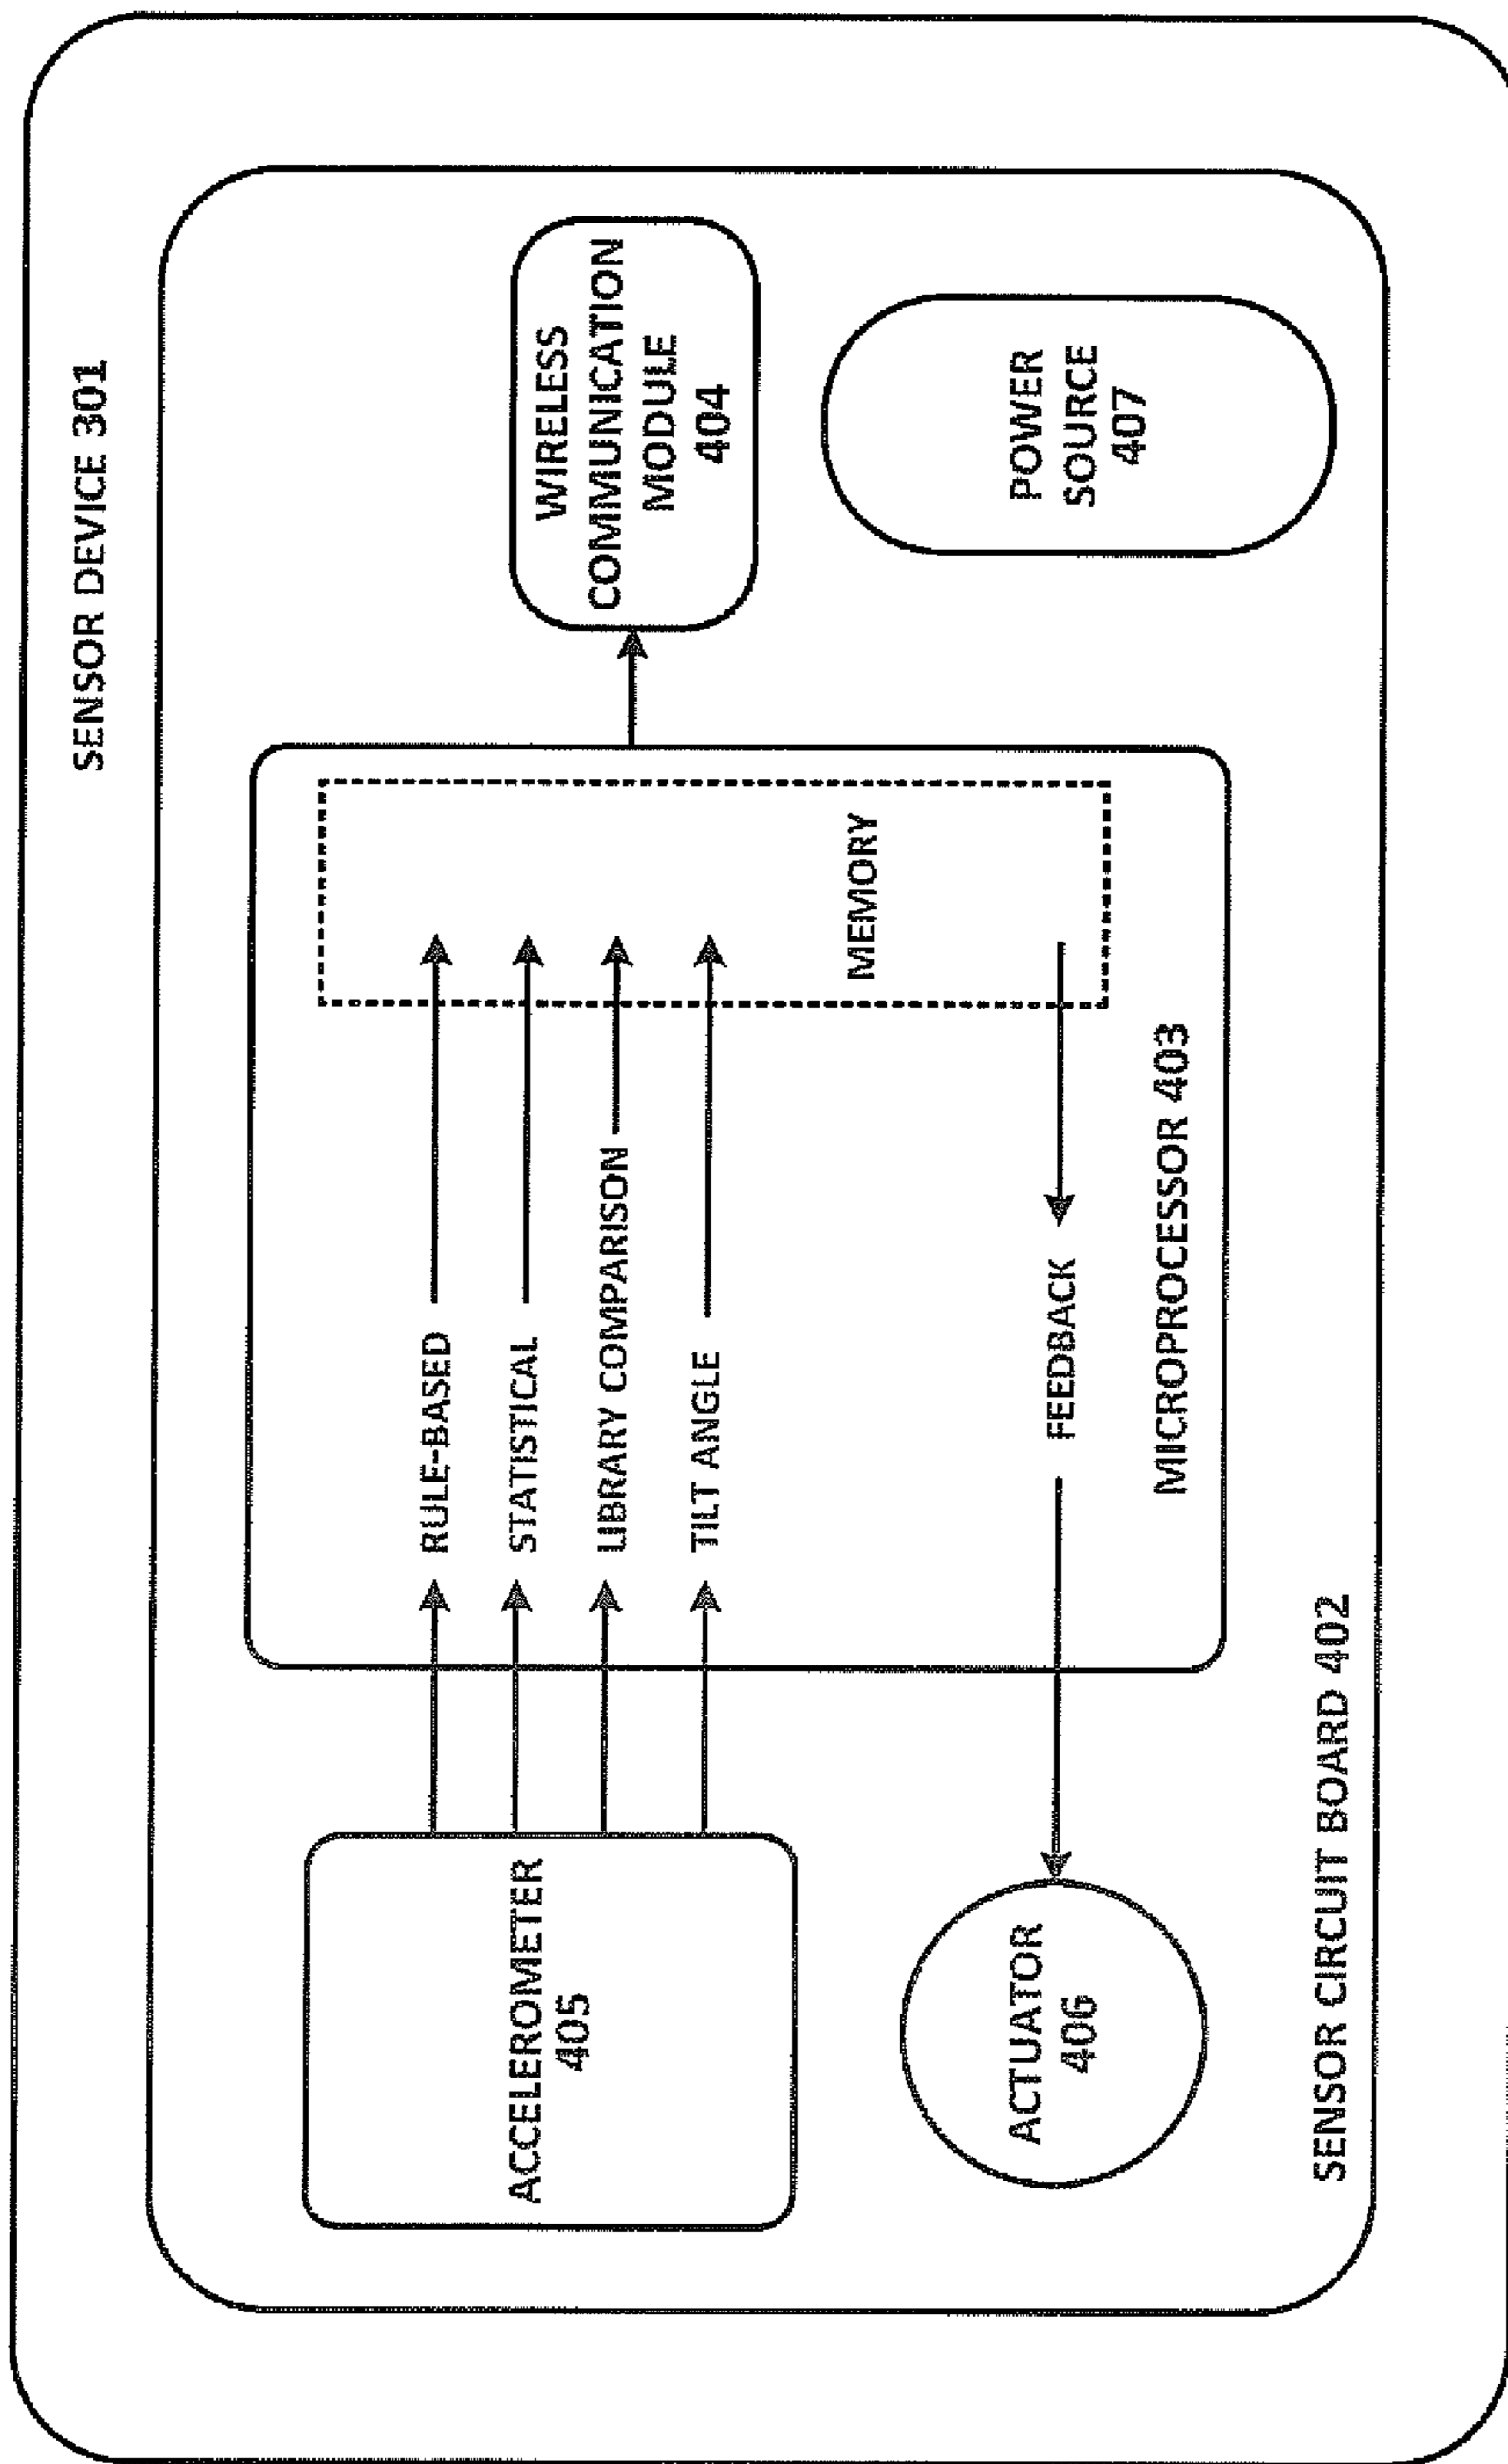 SENSOR DEVICE 301
ACCELEROMETER
405
RULE-BASED
STATISTICAL
LIBRARY COMPARISON
TILT ANGLE
MEMORY
FEEDBACK
MICROPROCESSOR 403
WIRELESS
COMMUNICATION
MODULE
404
ACTUATOR
406
POWER
SOURCE
407
SENSOR CIRCUIT BOARD 402